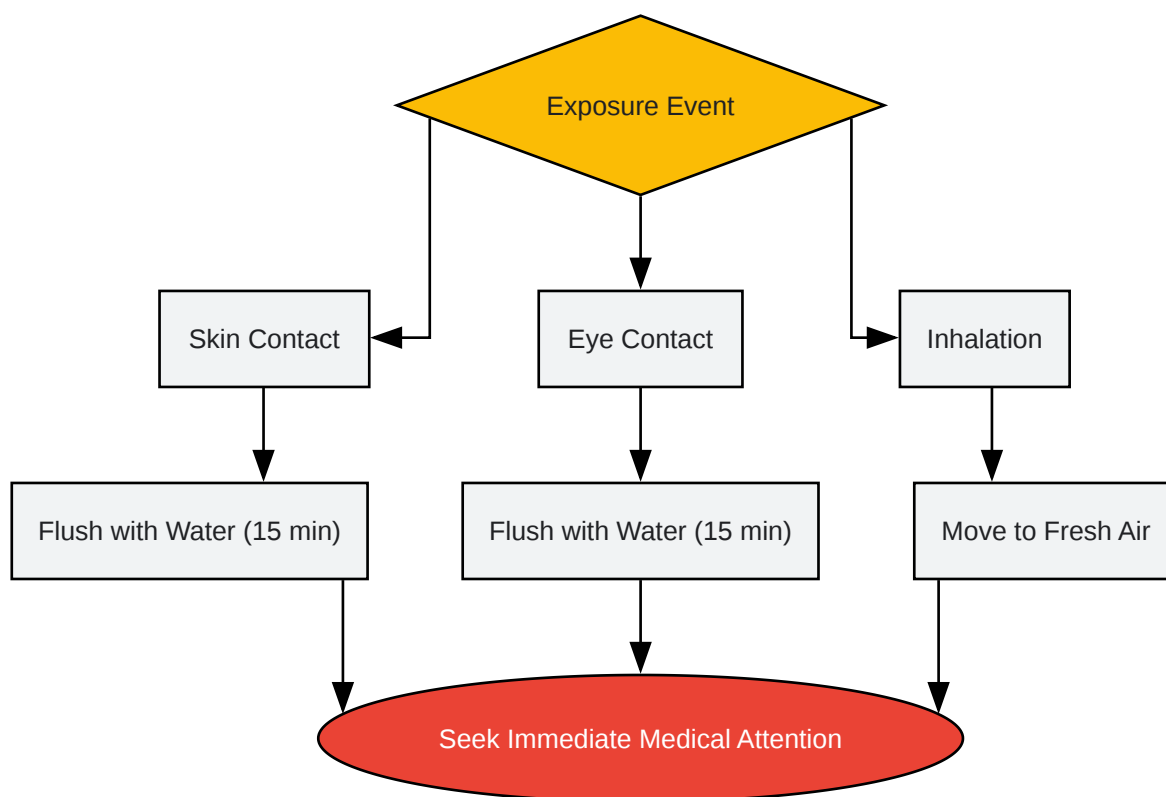 Exposure Event
Skin Contact
Eye Contact
Inhalation
Flush with Water (15 min)
Flush with Water (15 min)
Move to Fresh Air
Seek Immediate Medical Attention